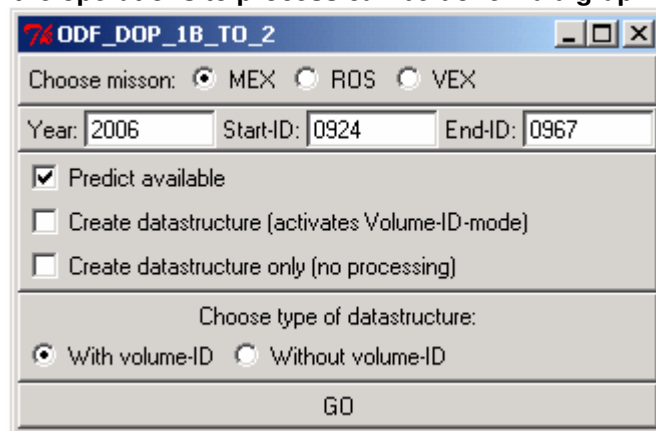 ODF_DOP_1B_TO_2
Choose misson: MEX ROS VEX
Year: 2006 Start-ID: 0924 End-ID: 0967
Predict available
Create datastructure (activates Volume-ID-mode)
Create datastructure only (no processing)
Choose type of datastructure:
With volume-ID Without volume-ID
GO